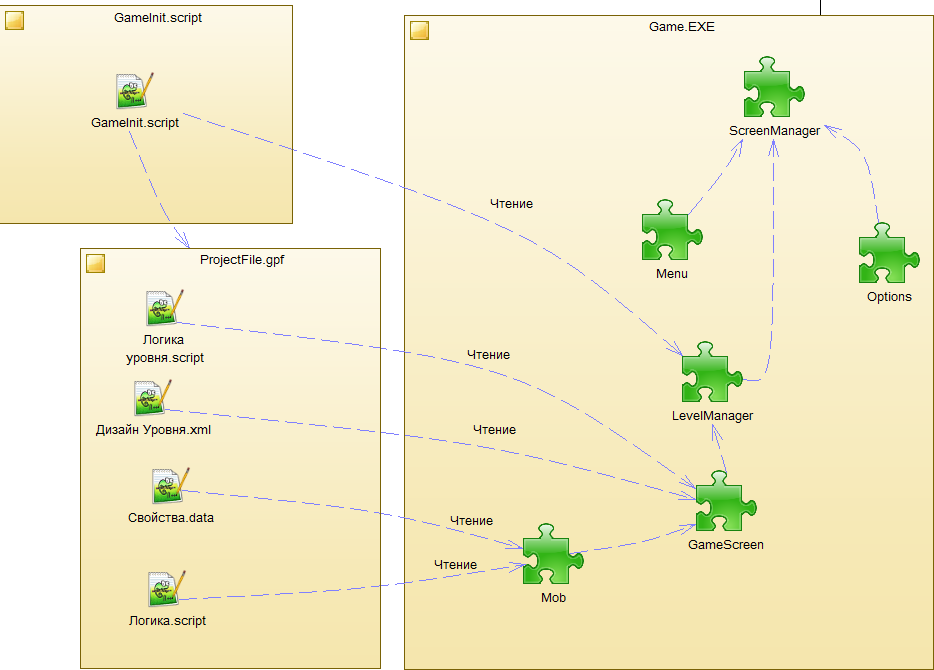 GameInit.script
GameInit.script
Game.EXE
ScreenManager
Чтение
Menu
Options
ProjectFile.gpf
Логика
уровня.script
Чтение
LevelManager
Дизайн Уровня.xml
Чтение
Свойства.data
Чтение
GameScreen
Чтение
Mob
Логика.script